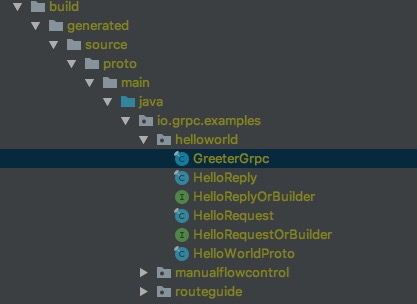 build
generated
source
proto
main
java
io.grpc.examples
helloworld
GreeterGrpc
HelloReply
HelloReplyOrBuilder
HelloRequest
HelloRequestOrBuilder
HelloWorldProto
manualflowcontrol
routeguide